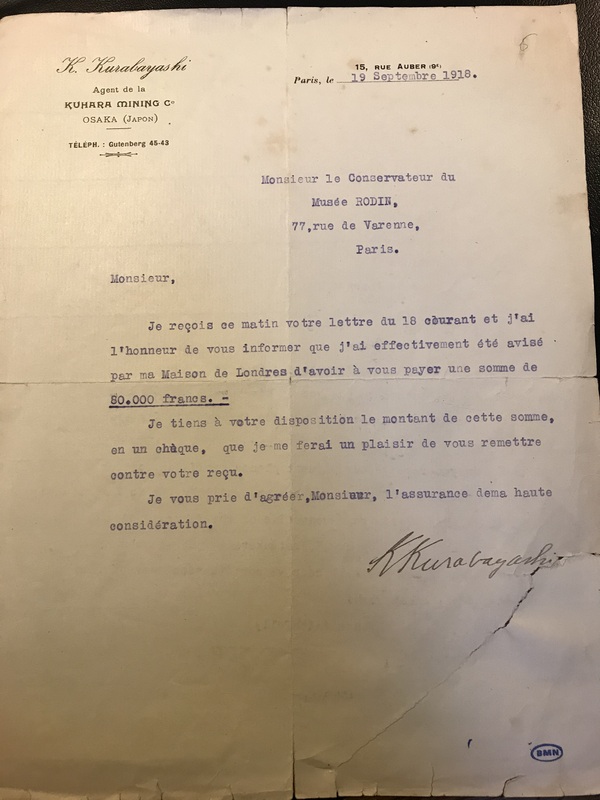 K. Kurabayashi
Agent de la
KUHARA MINING Cº
OSAKA (JAPON)
TÉLÉPH. : Gutenberg 45-43
15, RUE AUBER (9ᵉ)
Paris, le 19 Septembre 1918.
Monsieur le Conservateur du
Musée RODIN,
77,rue de Varenne,
Paris.
Monsieur,
Je reçois ce matin votre lettre du 18 courant et j'ai
l'honneur de vous informer que j'ai effectivement été avisé
par ma Maison de Londres d'avoir à vous payer une somme de
80.000 francs. -
Je tiens à votre disposition le montant de cette somme,
en un chèque, que je me ferai un plaisir de vous remettre
contre votre reçu.
Je vous prie d'agréer,Monsieur, l'assurance dema haute
considération.
KKurabayashi
BMN